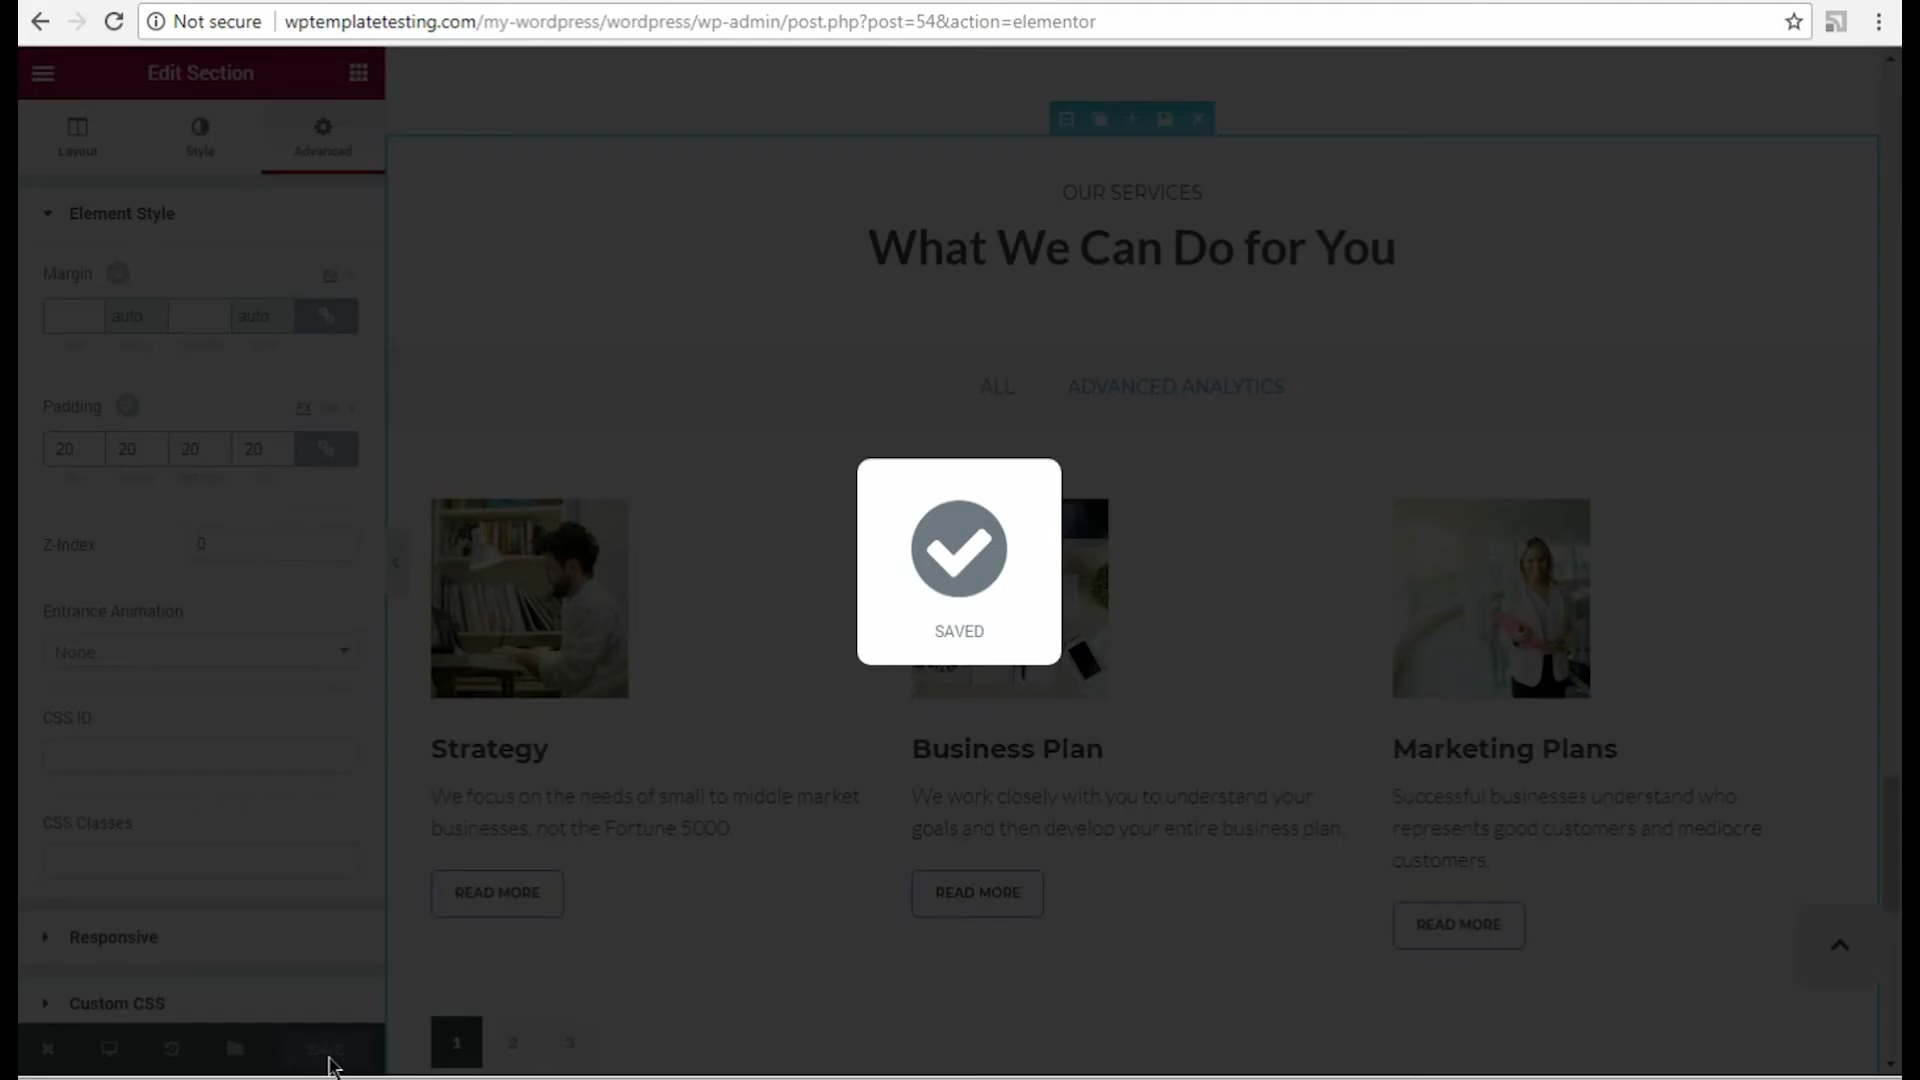 Not secure wptemplatetesting.com/my-wordpress/wordpress/wp-admin/post.php?post=54&action=elementor
Edit Section
Layout Style Advanced
Element Style
Margin
auto auto
Padding PX
20 20 20 20
Z-Index 0
Entrance Animation
None
CSS ID
CSS Classes
Responsive
Custom CSS
SAVE
OUR SERVICES
What We Can Do for You
ALL ADVANCED ANALYTICS
SAVED
Strategy
We focus on the needs of small to middle market
businesses, not the Fortune 5000.
READ MORE
Business Plan
We work closely with you to understand your
goals and then develop your entire business plan.
READ MORE
Marketing Plans
Successful businesses understand who
represents good customers and mediocre
customers.
READ MORE
1 2 3